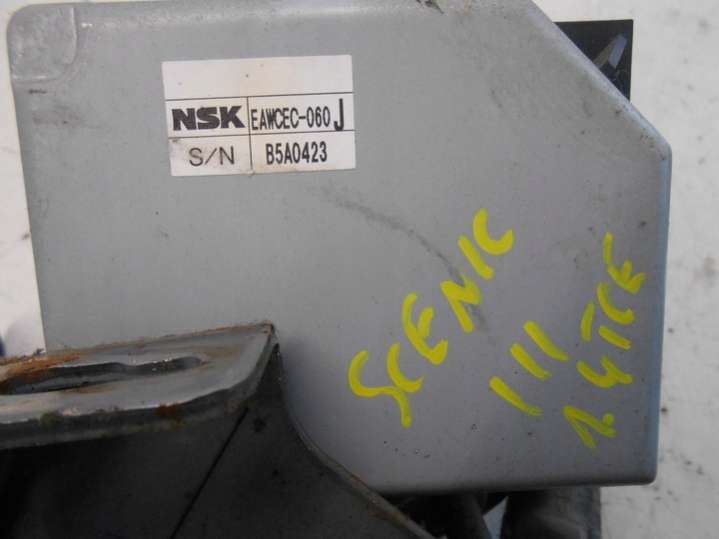 NSK EAWCEC-060 J
S/N B5A0423
SCENIC
III
1.4TCE